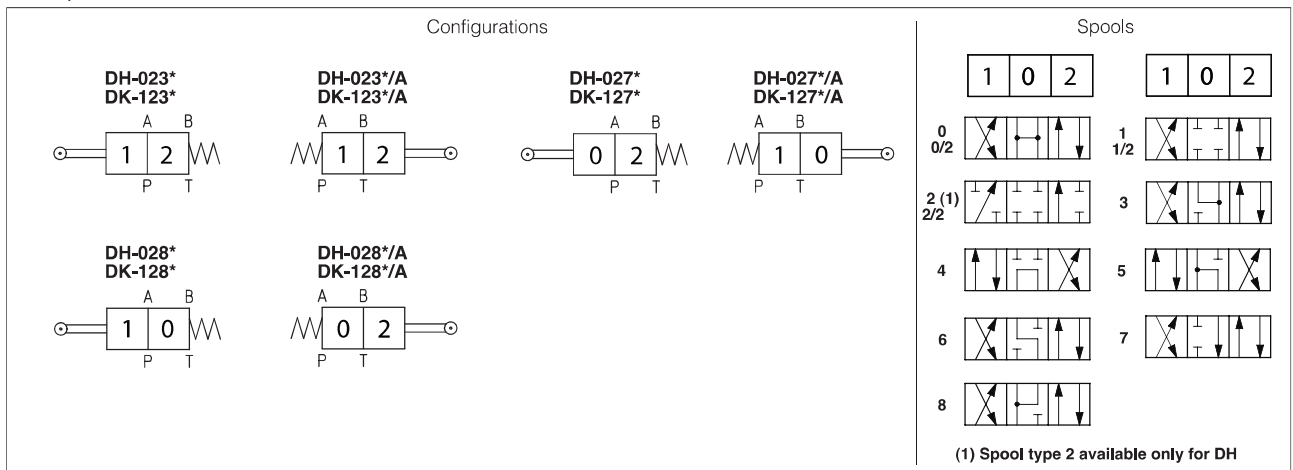 Configurations
Spools
DH-023*
DK-123*
A B
1 2
P T
DH-023*/A
DK-123*/A
A B
1 2
P T
DH-027*
DK-127*
A B
0 2
P T
DH-027*/A
DK-127*/A
A B
1 0
P T
DH-028*
DK-128*
A B
1 0
P T
DH-028*/A
DK-128*/A
A B
0 2
P T
1 0 2
1 0 2
0
0/2
1
1/2
2 (1)
2/2
3
4
5
6
7
8
(1) Spool type 2 available only for DH